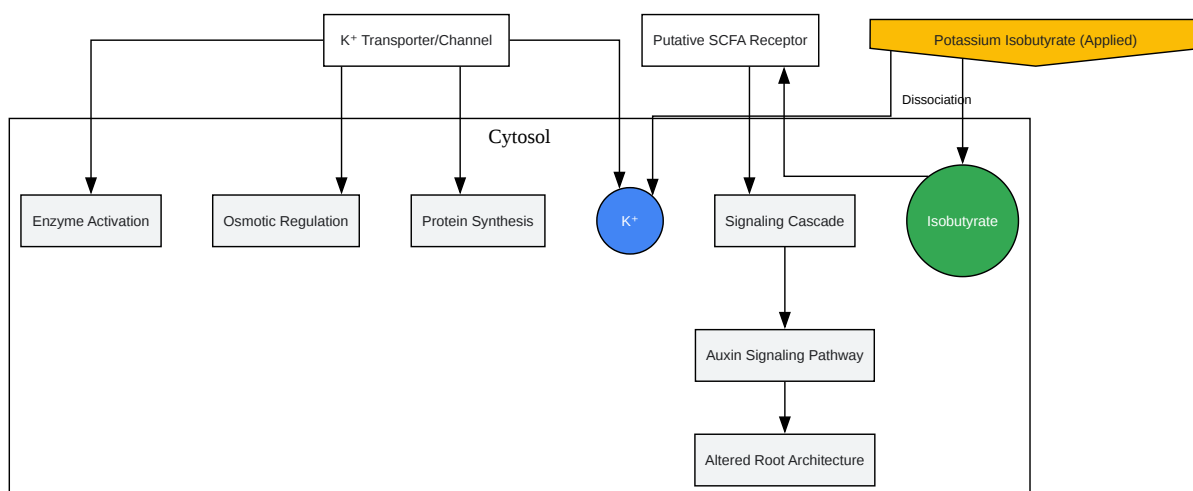 K⁺ Transporter/Channel
Putative SCFA Receptor
Potassium Isobutyrate (Applied)
Dissociation
Cytosol
Enzyme Activation
Osmotic Regulation
Protein Synthesis
K⁺
Signaling Cascade
Isobutyrate
Auxin Signaling Pathway
Altered Root Architecture